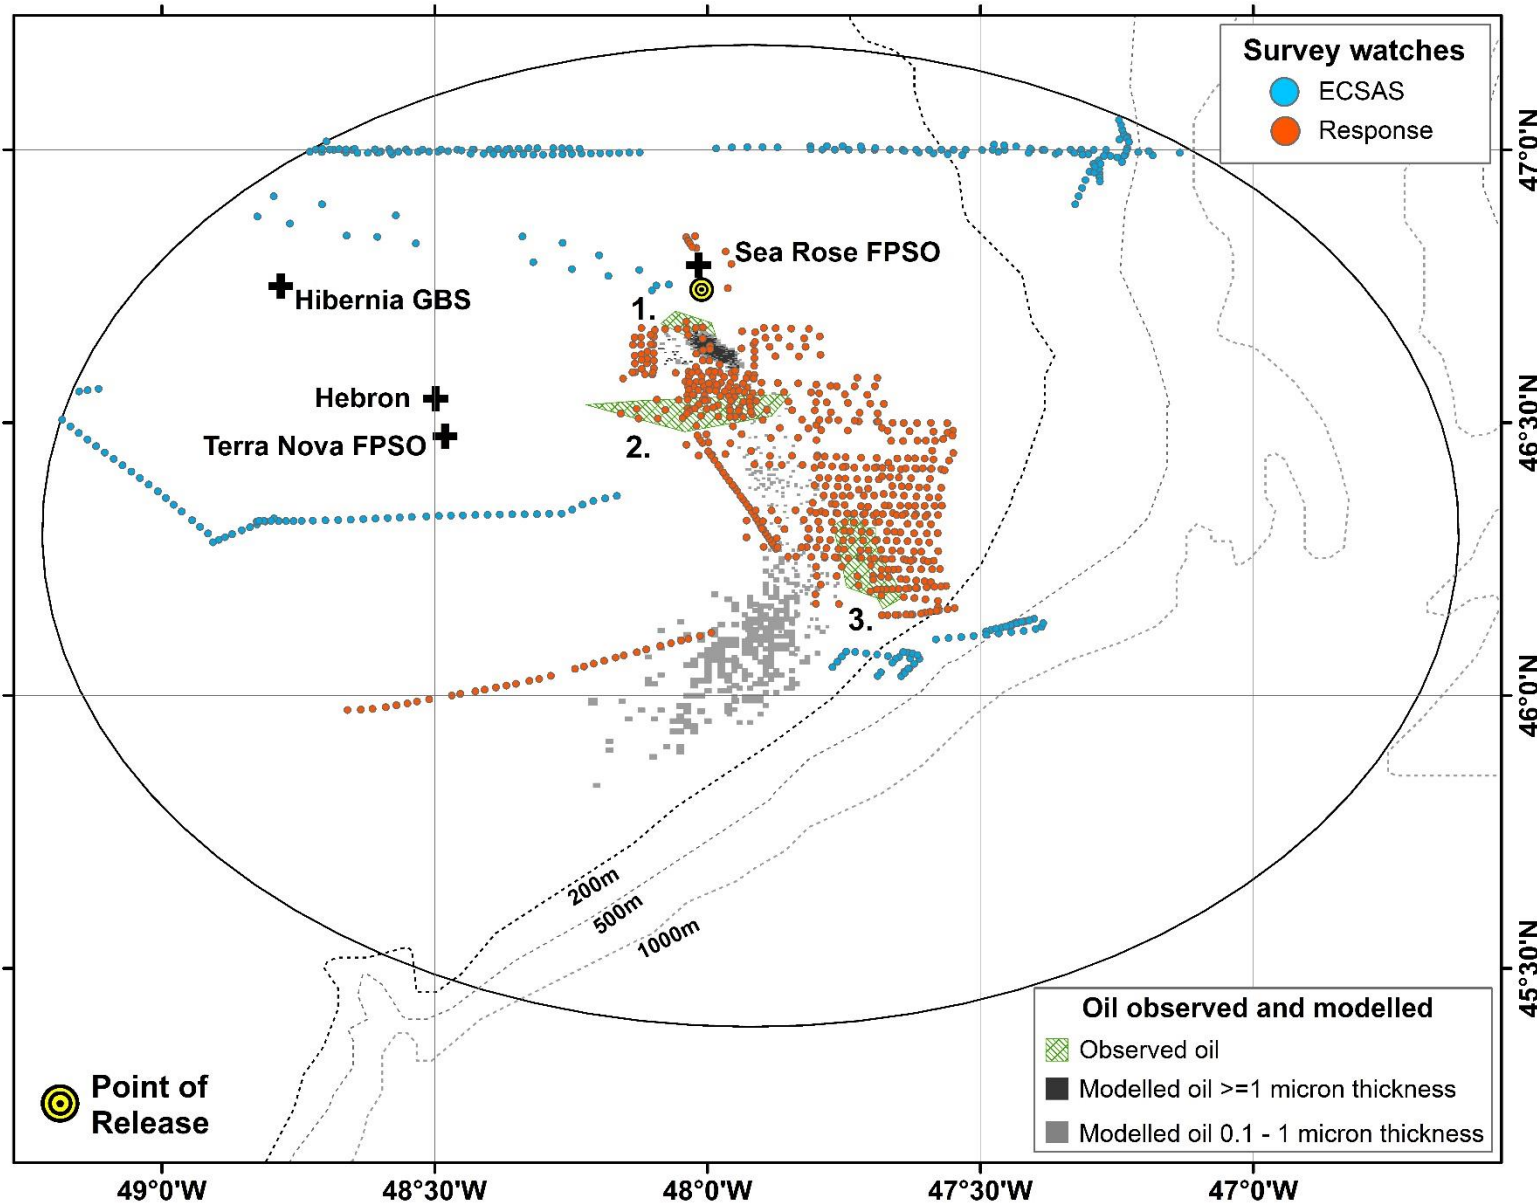 Survey watches
ECSAS
Response
47°0'N
Sea Rose FPSO
Hibernia GBS
1.
Hebron
Terra Nova FPSO
2.
46°30'N
3.
46°0'N
200m
500m
1000m
45°30'N
Oil observed and modelled
Observed oil
Modelled oil >=1 micron thickness
Modelled oil 0.1 - 1 micron thickness
Point of
Release
49°0'W
48°30'W
48°0'W
47°30'W
47°0'W